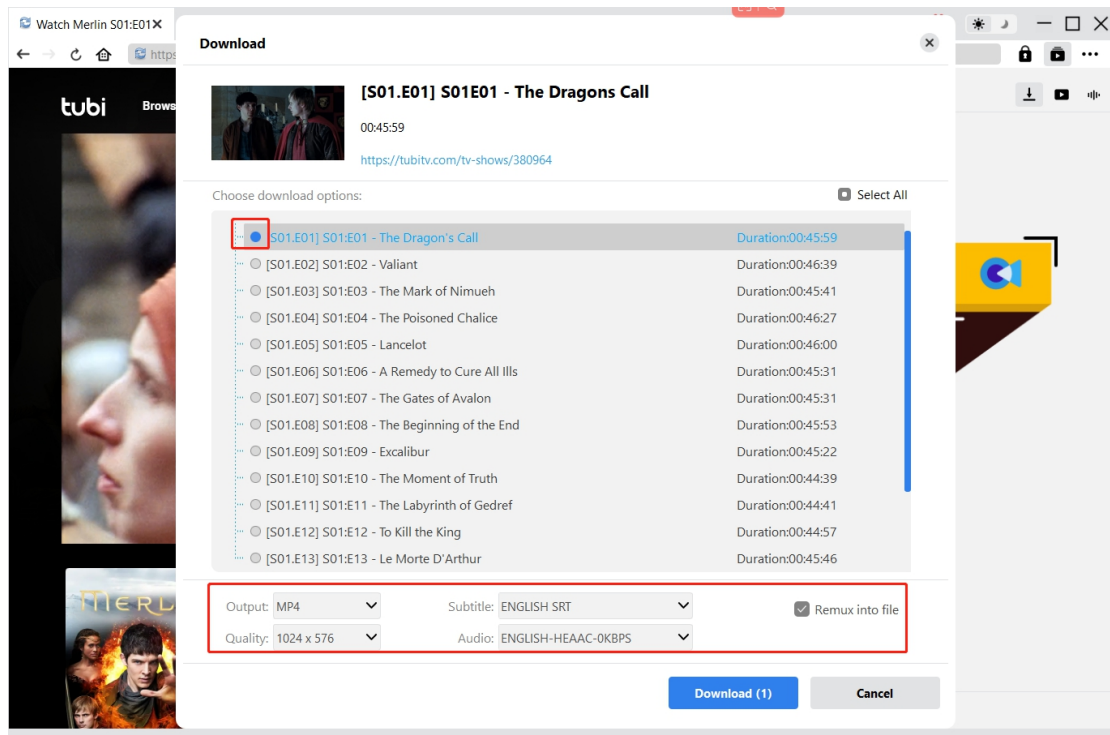 Watch Merlin S01:E01
https
Download
tubi
Brows
[S01.E01] S01E01 - The Dragons Call
00:45:59
https://tubitv.com/tv-shows/380964
Choose download options:
Select All
[S01.E01] S01:E01 - The Dragon's Call Duration:00:45:59
[S01.E02] S01:E02 - Valiant Duration:00:46:39
[S01.E03] S01:E03 - The Mark of Nimueh Duration:00:45:41
[S01.E04] S01:E04 - The Poisoned Chalice Duration:00:46:27
[S01.E05] S01:E05 - Lancelot Duration:00:46:00
[S01.E06] S01:E06 - A Remedy to Cure All Ills Duration:00:45:31
[S01.E07] S01:E07 - The Gates of Avalon Duration:00:45:31
[S01.E08] S01:E08 - The Beginning of the End Duration:00:45:53
[S01.E09] S01:E09 - Excalibur Duration:00:45:22
[S01.E10] S01:E10 - The Moment of Truth Duration:00:44:39
[S01.E11] S01:E11 - The Labyrinth of Gedref Duration:00:44:41
[S01.E12] S01:E12 - To Kill the King Duration:00:44:57
[S01.E13] S01:E13 - Le Morte D'Arthur Duration:00:45:46
MERL
Output: MP4 Subtitle: ENGLISH SRT Remux into file
Quality: 1024 x 576 Audio: ENGLISH-HEAAC-0KBPS
Download (1) Cancel